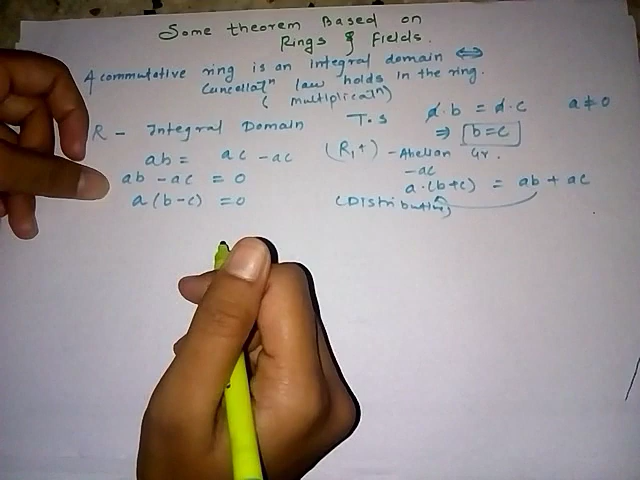 Some theorem Based on
Rings & Fields.
A commutative ring is an Integral domain ⇔
Cancellatⁿ law holds in the ring.
( multiplicatⁿ)
R - Integral Domain
T.s a.b = a.c a≠0
⇒ b=c
ab = ac -ac
(R,+) - Abelian Gr.
ab -ac = 0
-ac
a.(b+c) = ab + ac
a(b-c) =0
(Distributive)